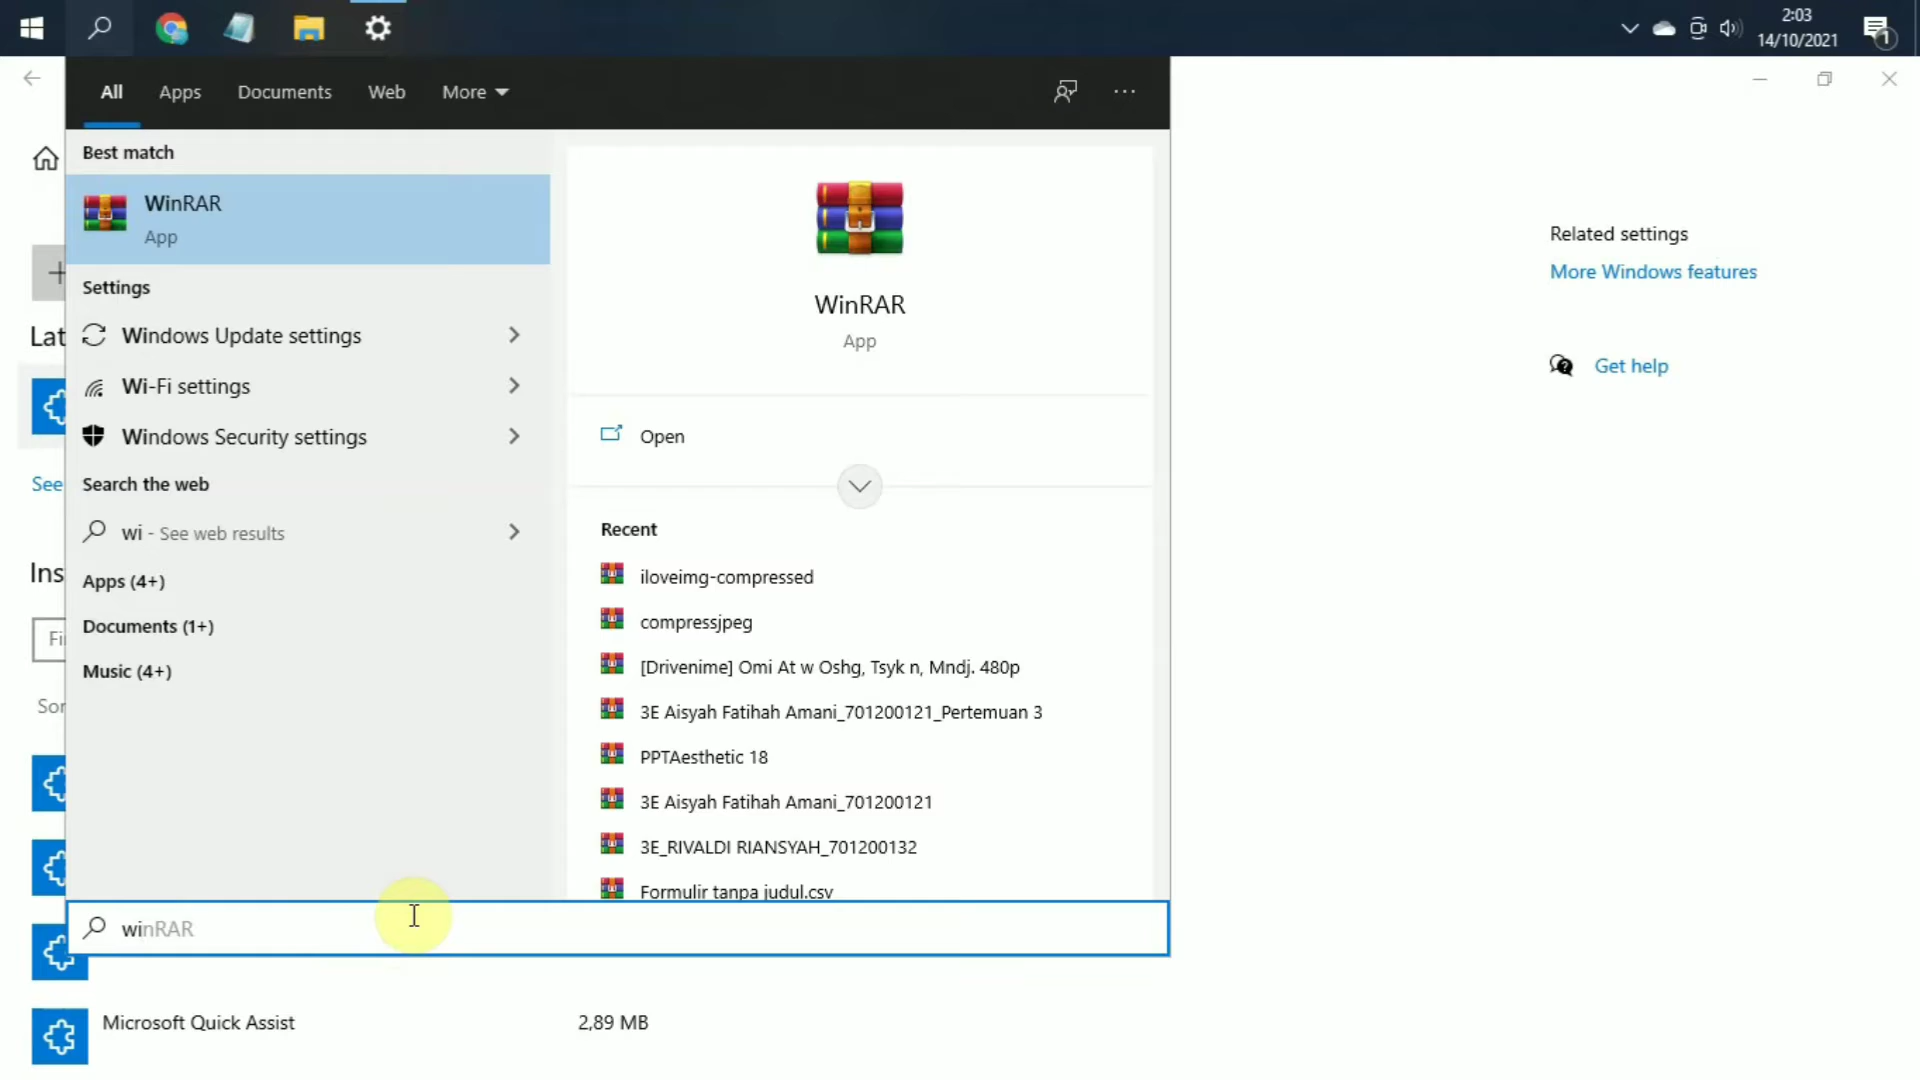 2:03
14/10/2021
1
All Apps Documents Web More
Best match
WinRAR
App
Settings
Windows Update settings
Wi-Fi settings
Windows Security settings
Search the web
wi - See web results
Apps (4+)
Documents (1+)
Music (4+)
WinRAR
App
Open
Recent
iloveimg-compressed
compressjpeg
[Drivenime] Omi At w Oshg, Tsyk n, Mndj. 480p
3E Aisyah Fatihah Amani_701200121_Pertemuan 3
PPTAesthetic 18
3E Aisyah Fatihah Amani_701200121
3E_RIVALDI RIANSYAH_701200132
Formulir tanpa judul.csv
winRAR
Lat
See
Ins
Fi
Sor
Microsoft Quick Assist 2,89 MB
Related settings
More Windows features
Get help